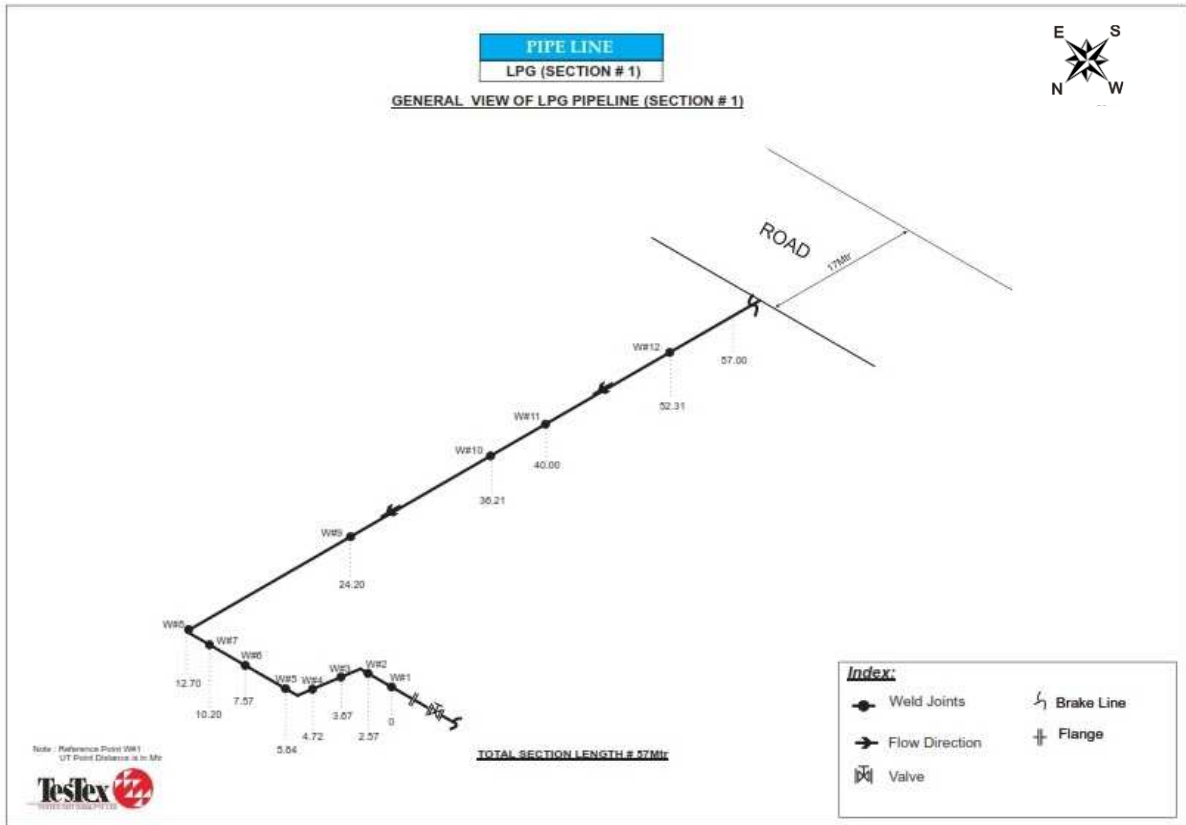 PIPE LINE
LPG (SECTION # 1)
GENERAL VIEW OF LPG PIPELINE (SECTION # 1)
E S
N W
ROAD
17Mtr
W#12
57.00
52.31
W#11
W#10
40.00
36.21
W#9
24.20
W#8
W#7
W#6
W#5 W#4 W#3 W#2
W#1
12.70
10.20
7.57
5.64
4.72
3.67
2.57
0
TOTAL SECTION LENGTH # 57Mtr
Note : Reference Point W#1
UT Point Distance is in Mtr
TesTex
Index:
Weld Joints
Brake Line
Flow Direction
Flange
Valve